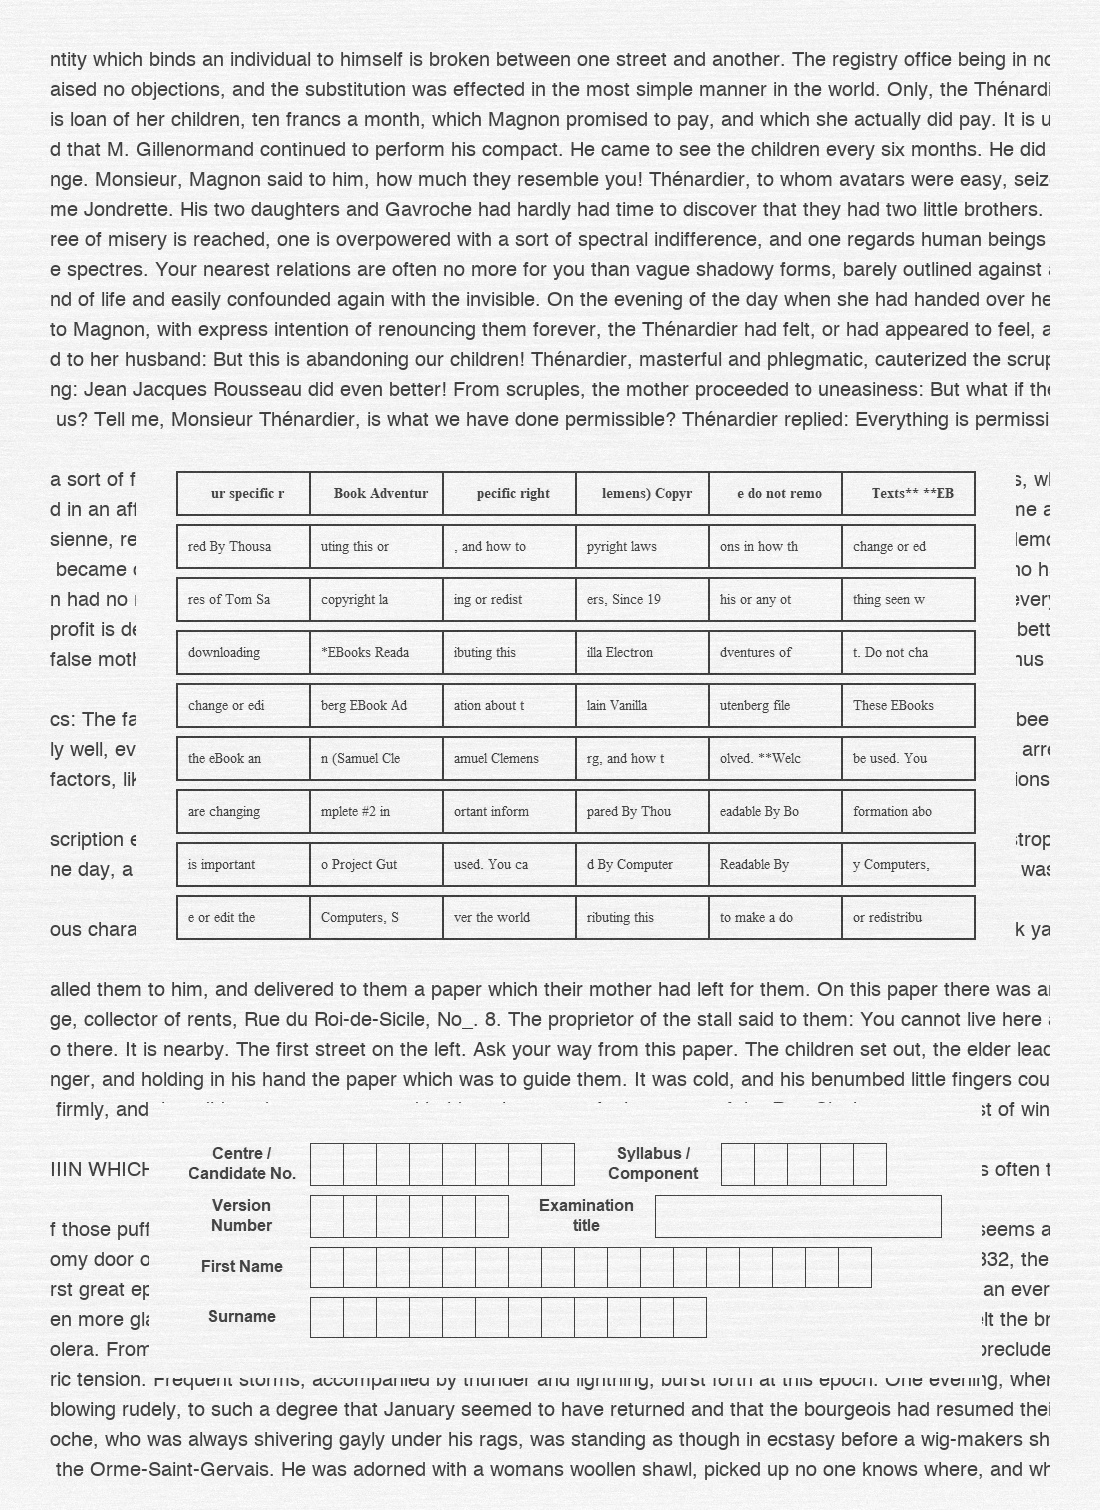 ntity which binds an individual to himself is broken between one street and another. The registry office being in
aised no objections, and the substitution was effected in the most simple manner in the world. Only, the Thénardi
is loan of her children, ten francs a month, which Magnon promised to pay, and which she actually did pay. It is u
d that M. Gillenormand continued to perform his compact. He came to see the children every six months. He did
nge. Monsieur, Magnon said to him, how much they resemble you! Thénardier, to whom avatars were easy, seiz
me Jondrette. His two daughters and Gavroche had hardly had time to discover that they had two little brothers.
ree of misery is reached, one is overpowered with a sort of spectral indifference, and one regards human beings
e spectres. Your nearest relations are often no more for you than vague shadowy forms, barely outlined against
nd of life and easily confounded again with the invisible. On the evening of the day when she had handed over he
to Magnon, with express intention of renouncing them forever, the Thénardier had felt, or had appeared to feel, a
d to her husband: But this is abandoning our children! Thénardier, masterful and phlegmatic, cauterized the scrup
ng: Jean Jacques Rousseau did even better! From scruples, the mother proceeded to uneasiness: But what if the
us? Tell me, Monsieur Thénardier, is what we have done permissible? Thénardier replied: Everything is permissi
a sort of f s, wh
d in an aff me a
sienne, re lemo
became no h
n had no every
profit is de bett
false moth nus
cs: The fa bee
ly well, ev arre
factors, lik ions
scription e strop
ne day, a was
ous chara k ya
ur specific r Book Adventur pecific right lemens) Copyr e do not remo Texts** **EB
red By Thousa uting this or , and how to pyright laws ons in how th change or ed
res of Tom Sa copyright la ing or redist ers, Since 19 his or any ot thing seen w
downloading *EBooks Reada ibuting this illa Electron dventures of t. Do not cha
change or edi berg EBook Ad ation about t lain Vanilla utenberg file These EBooks
the eBook an n (Samuel Cle amuel Clemens rg, and how t olved. **Welc be used. You
are changing mplete #2 in ortant inform pared By Thou eadable By Bo formation abo
is important o Project Gut used. You ca d By Computer Readable By y Computers,
e or edit the Computers, S ver the world ributing this to make a do or redistribu
alled them to him, and delivered to them a paper which their mother had left for them. On this paper there was a
ge, collector of rents, Rue du Roi-de-Sicile, No_. 8. The proprietor of the stall said to them: You cannot live here
o there. It is nearby. The first street on the left. Ask your way from this paper. The children set out, the elder leac
nger, and holding in his hand the paper which was to guide them. It was cold, and his benumbed little fingers cou
firmly, and st of win
IIIN WHICH s often t
f those puff seems a
omy door o 332, the
rst great ep an ever
en more gla lt the br
olera. From preclude
Centre / Candidate No. Syllabus / Component
Version Number Examination title
First Name
Surname
ric tension. Frequent storms, accompanied by thunder and lightning, burst forth at this epoch. One evening, wher
blowing rudely, to such a degree that January seemed to have returned and that the bourgeois had resumed thei
oche, who was always shivering gayly under his rags, was standing as though in ecstasy before a wig-makers sh
the Orme-Saint-Gervais. He was adorned with a womans woollen shawl, picked up no one knows where, and wh